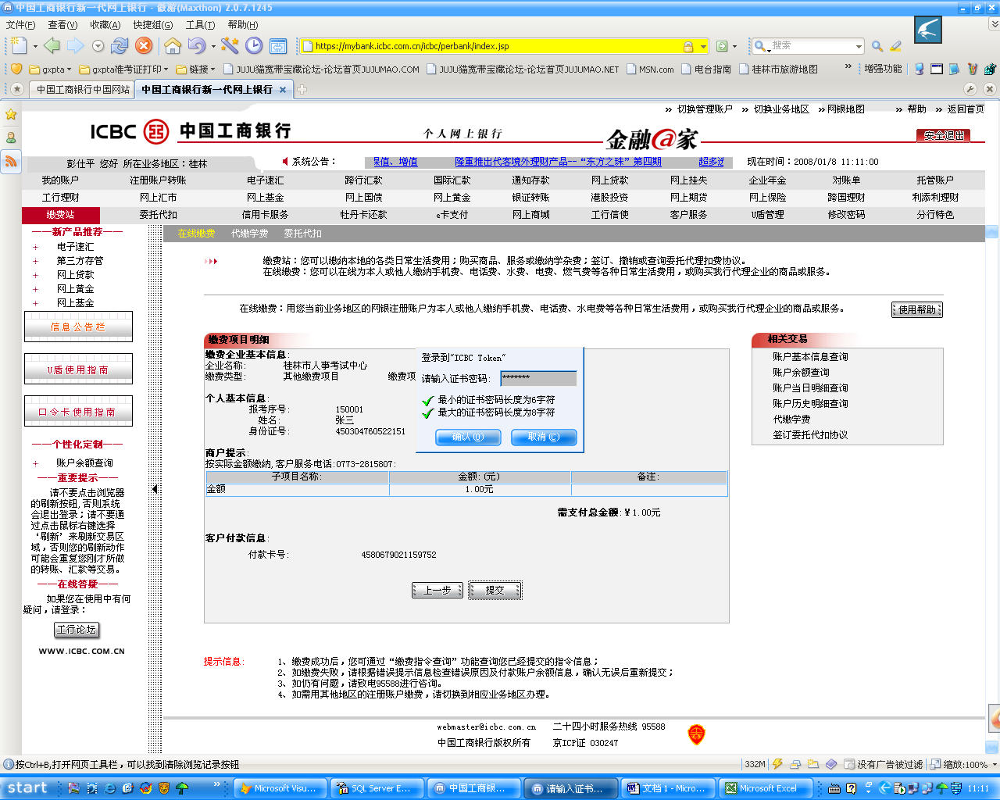 中国工商银行新一代网上银行 - 傲游(Maxthon) 2.0.7.1245
文件(F) 查看(V) 收藏(A) 快捷组(G) 工具(T) 帮助(H)
https://mybank.icbc.com.cn/icbc/perbank/index.jsp
搜索
gxpta gxpta准考证打印 链接 JUJU猫宽带宝藏论坛-论坛首页JUJUMAO.COM JUJU猫宽带宝藏论坛-论坛首页JUJUMAO.NET MSN.com 电台指南 桂林市旅游地图 » 增强功能
中国工商银行中国网站 中国工商银行新一代网上银行
» 切换管理账户 » 切换业务地区 » 网银地图 » 帮助 » 返回首页
ICBC 中国工商银行 个人网上银行 金融@家 安全退出
彭仕平 您好 所在业务地区：桂林 系统公告： 保值、增值 隆重推出代客境外理财产品--“东方之珠”第四期 超多选 现在时间：2008/01/8 11:11:00
我的账户 注册账户转账 电子速汇 跨行汇款 国际汇款 通知存款 网上贷款 网上挂失 企业年金 对账单 托管账户
工行理财 网上汇市 网上基金 网上国债 网上黄金 银证转账 港股投资 网上期货 网上保险 跨国理财 利添利理财
缴费站 委托代扣 信用卡服务 牡丹卡还款 e卡支付 网上商城 工行信使 客户服务 U盾管理 修改密码 分行特色
——新产品推荐——
电子速汇
第三方存管
网上贷款
网上黄金
网上基金
信息公告栏
U盾使用指南
口令卡使用指南
——个性化定制——
账户余额查询
——重要提示——
请不要点击浏览器
的刷新按钮,否则系统
会退出登录；请不要通
过点击鼠标右键选择
‘刷新’来刷新交易区
域，否则您的刷新动作
可能会重复您刚才所做
的转账、汇款等交易。
——在线答疑——
如果您在使用中有何
疑问，请登录：
工行论坛
WWW.ICBC.COM.CN
在线缴费 代缴学费 委托代扣
缴费站：您可以缴纳本地的各类日常生活费用；购买商品、服务或缴纳学杂费；签订、撤销或查询委托代理扣费协议。
在线缴费：您可以在线为本人或他人缴纳手机费、电话费、水费、电费、燃气费等各种日常生活费用，或购买我行代理企业的商品或服务。
在线缴费：用您当前业务地区的网银注册账户为本人或他人缴纳手机费、电话费、水电费等各种日常生活费用，或购买我行代理企业的商品或服务。
使用帮助
缴费项目明细
缴费企业基本信息:
企业名称: 桂林市人事考试中心
缴费类型: 其他缴费项目 缴费项
个人基本信息:
报考序号: 150001
姓名: 张三
身份证号: 450304760522151
商户提示:
按实际金额缴纳,客户服务电话:0773-2815807:
子项目名称: 金额:(元) 备注:
金额 1.00元
需支付总金额:￥1.00元
客户付款信息:
付款卡号: 4580679021159752
上一步 提交
登录到"ICBC Token"
请输入证书密码: *******
最小的证书密码长度为6字符
最大的证书密码长度为8字符
确认(O) 取消(C)
相关交易
账户基本信息查询
账户余额查询
账户当日明细查询
账户历史明细查询
代缴学费
签订委托代扣协议
提示信息: 1、缴费成功后，您可通过“缴费指令查询”功能查询您已经提交的指令信息；
2、如缴费失败，请根据错误提示信息检查错误原因及付款账户余额信息，确认无误后重新提交；
3、如仍有问题，请致电95588进行咨询。
4、如需用其他地区的注册账户缴费，请切换到相应业务地区办理。
webmaster@icbc.com.cn 二十四小时服务热线 95588
中国工商银行版权所有 京ICP证 030247
按Ctrl+B,打开网页工具栏，可以找到清除浏览记录按钮 332M 没有广告被过滤 缩放:100%
start Microsoft Visu... SQL Server E... 中国工商银... 请输入证书... 文档 1 - Micro... Microsoft Excel 11:11